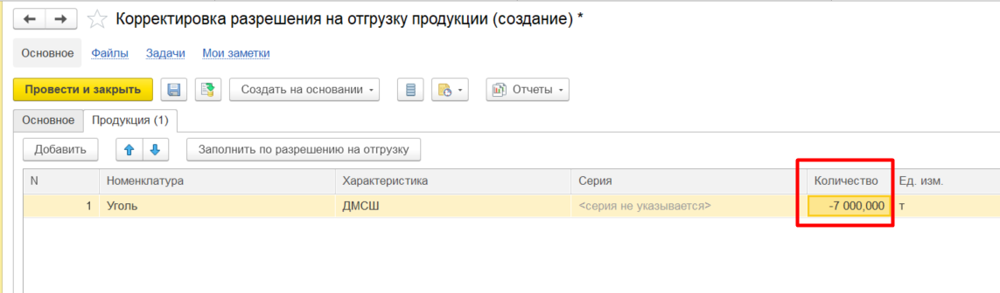 Корректировка разрешения на отгрузку продукции (создание) *
Основное Файлы Задачи Мои заметки
Провести и закрыть Создать на основании Отчеты
Основное Продукция (1)
Добавить Заполнить по разрешению на отгрузку
N Номенклатура Характеристика Серия Количество Ед. изм.
1 Уголь ДМСШ <серия не указывается> -7 000,000 т